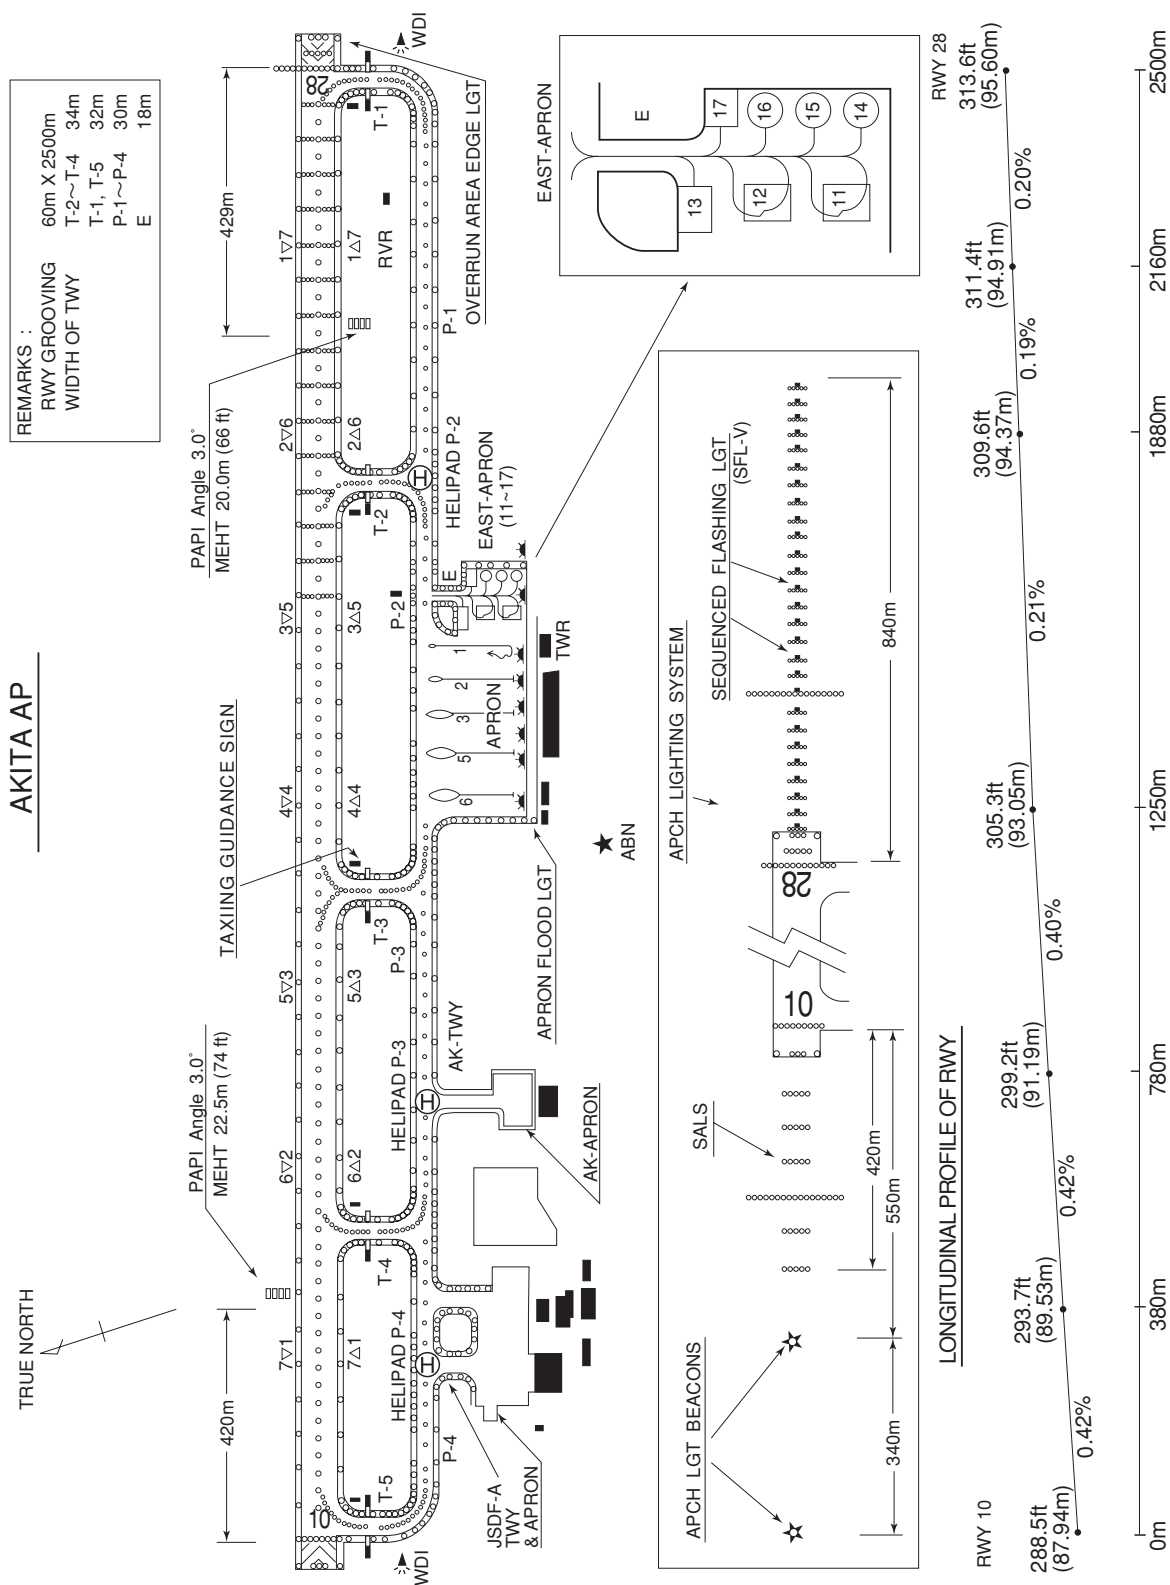 AKITA AP
REMARKS :
RWY GROOVING 60m X 2500m
WIDTH OF TWY T-2~T-4 34m
T-1, T-5 32m
P-1~P-4 30m
E 18m
TRUE NORTH
PAPI Angle 3.0°
MEHT 22.5m (74 ft)
TAXIING GUIDANCE SIGN
PAPI Angle 3.0°
MEHT 20.0m (66 ft)
420m
429m
7▽1
6▽2
5▽3
4▽4
3▽5
2▽6
1▽7
10
28
7△1
6△2
5△3
4△4
3△5
2△6
1△7
RVR
T-5
T-4
T-3
T-2
T-1
WDI
WDI
HELIPAD P-4
HELIPAD P-3
P-3
P-2
H
H
H
P-4
AK-TWY
HELIPAD P-2
P-1
OVERRUN AREA EDGE LGT
JSDF-A
TWY
& APRON
AK-APRON
APRON FLOOD LGT
6
5
3
2
1
APRON
E
EAST-APRON
(11~17)
TWR
ABN
EAST-APRON
E
13
12
11
17
16
15
14
APCH LGT BEACONS
SALS
APCH LIGHTING SYSTEM
SEQUENCED FLASHING LGT
(SFL-V)
10
28
340m
550m
420m
840m
LONGITUDINAL PROFILE OF RWY
RWY 10
RWY 28
288.5ft
(87.94m)
293.7ft
(89.53m)
299.2ft
(91.19m)
305.3ft
(93.05m)
309.6ft
(94.37m)
311.4ft
(94.91m)
313.6ft
(95.60m)
0.42%
0.42%
0.40%
0.21%
0.19%
0.20%
0m
380m
780m
1250m
1880m
2160m
2500m